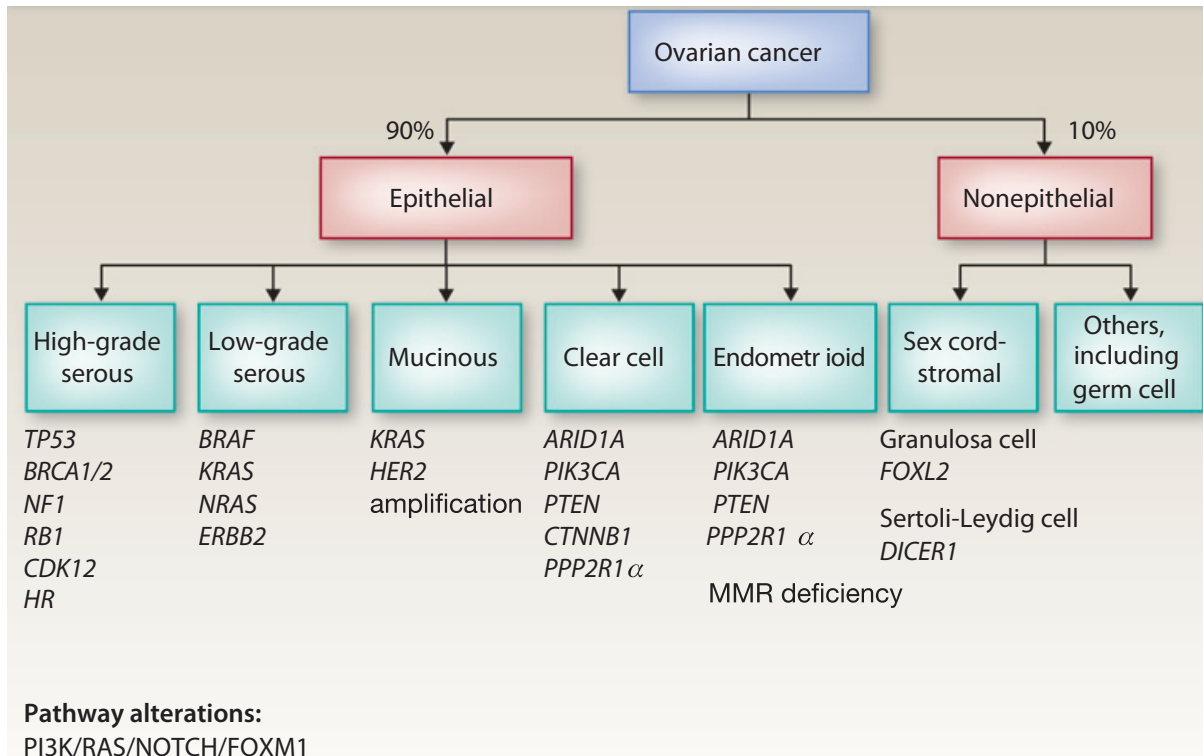 Ovarian cancer
90%
10%
Epithelial
Nonepithelial
High-grade
serous
Low-grade
serous
Mucinous
Clear cell
Endometr ioid
Sex cord-
stromal
Others,
including
germ cell
TP53
BRCA1/2
NF1
RB1
CDK12
HR
BRAF
KRAS
NRAS
ERBB2
KRAS
HER2
amplification
ARID1A
PIK3CA
PTEN
CTNNB1
PPP2R1α
ARID1A
PIK3CA
PTEN
PPP2R1 α
MMR deficiency
Granulosa cell
FOXL2
Sertoli-Leydig cell
DICER1
Pathway alterations:
PI3K/RAS/NOTCH/FOXM1